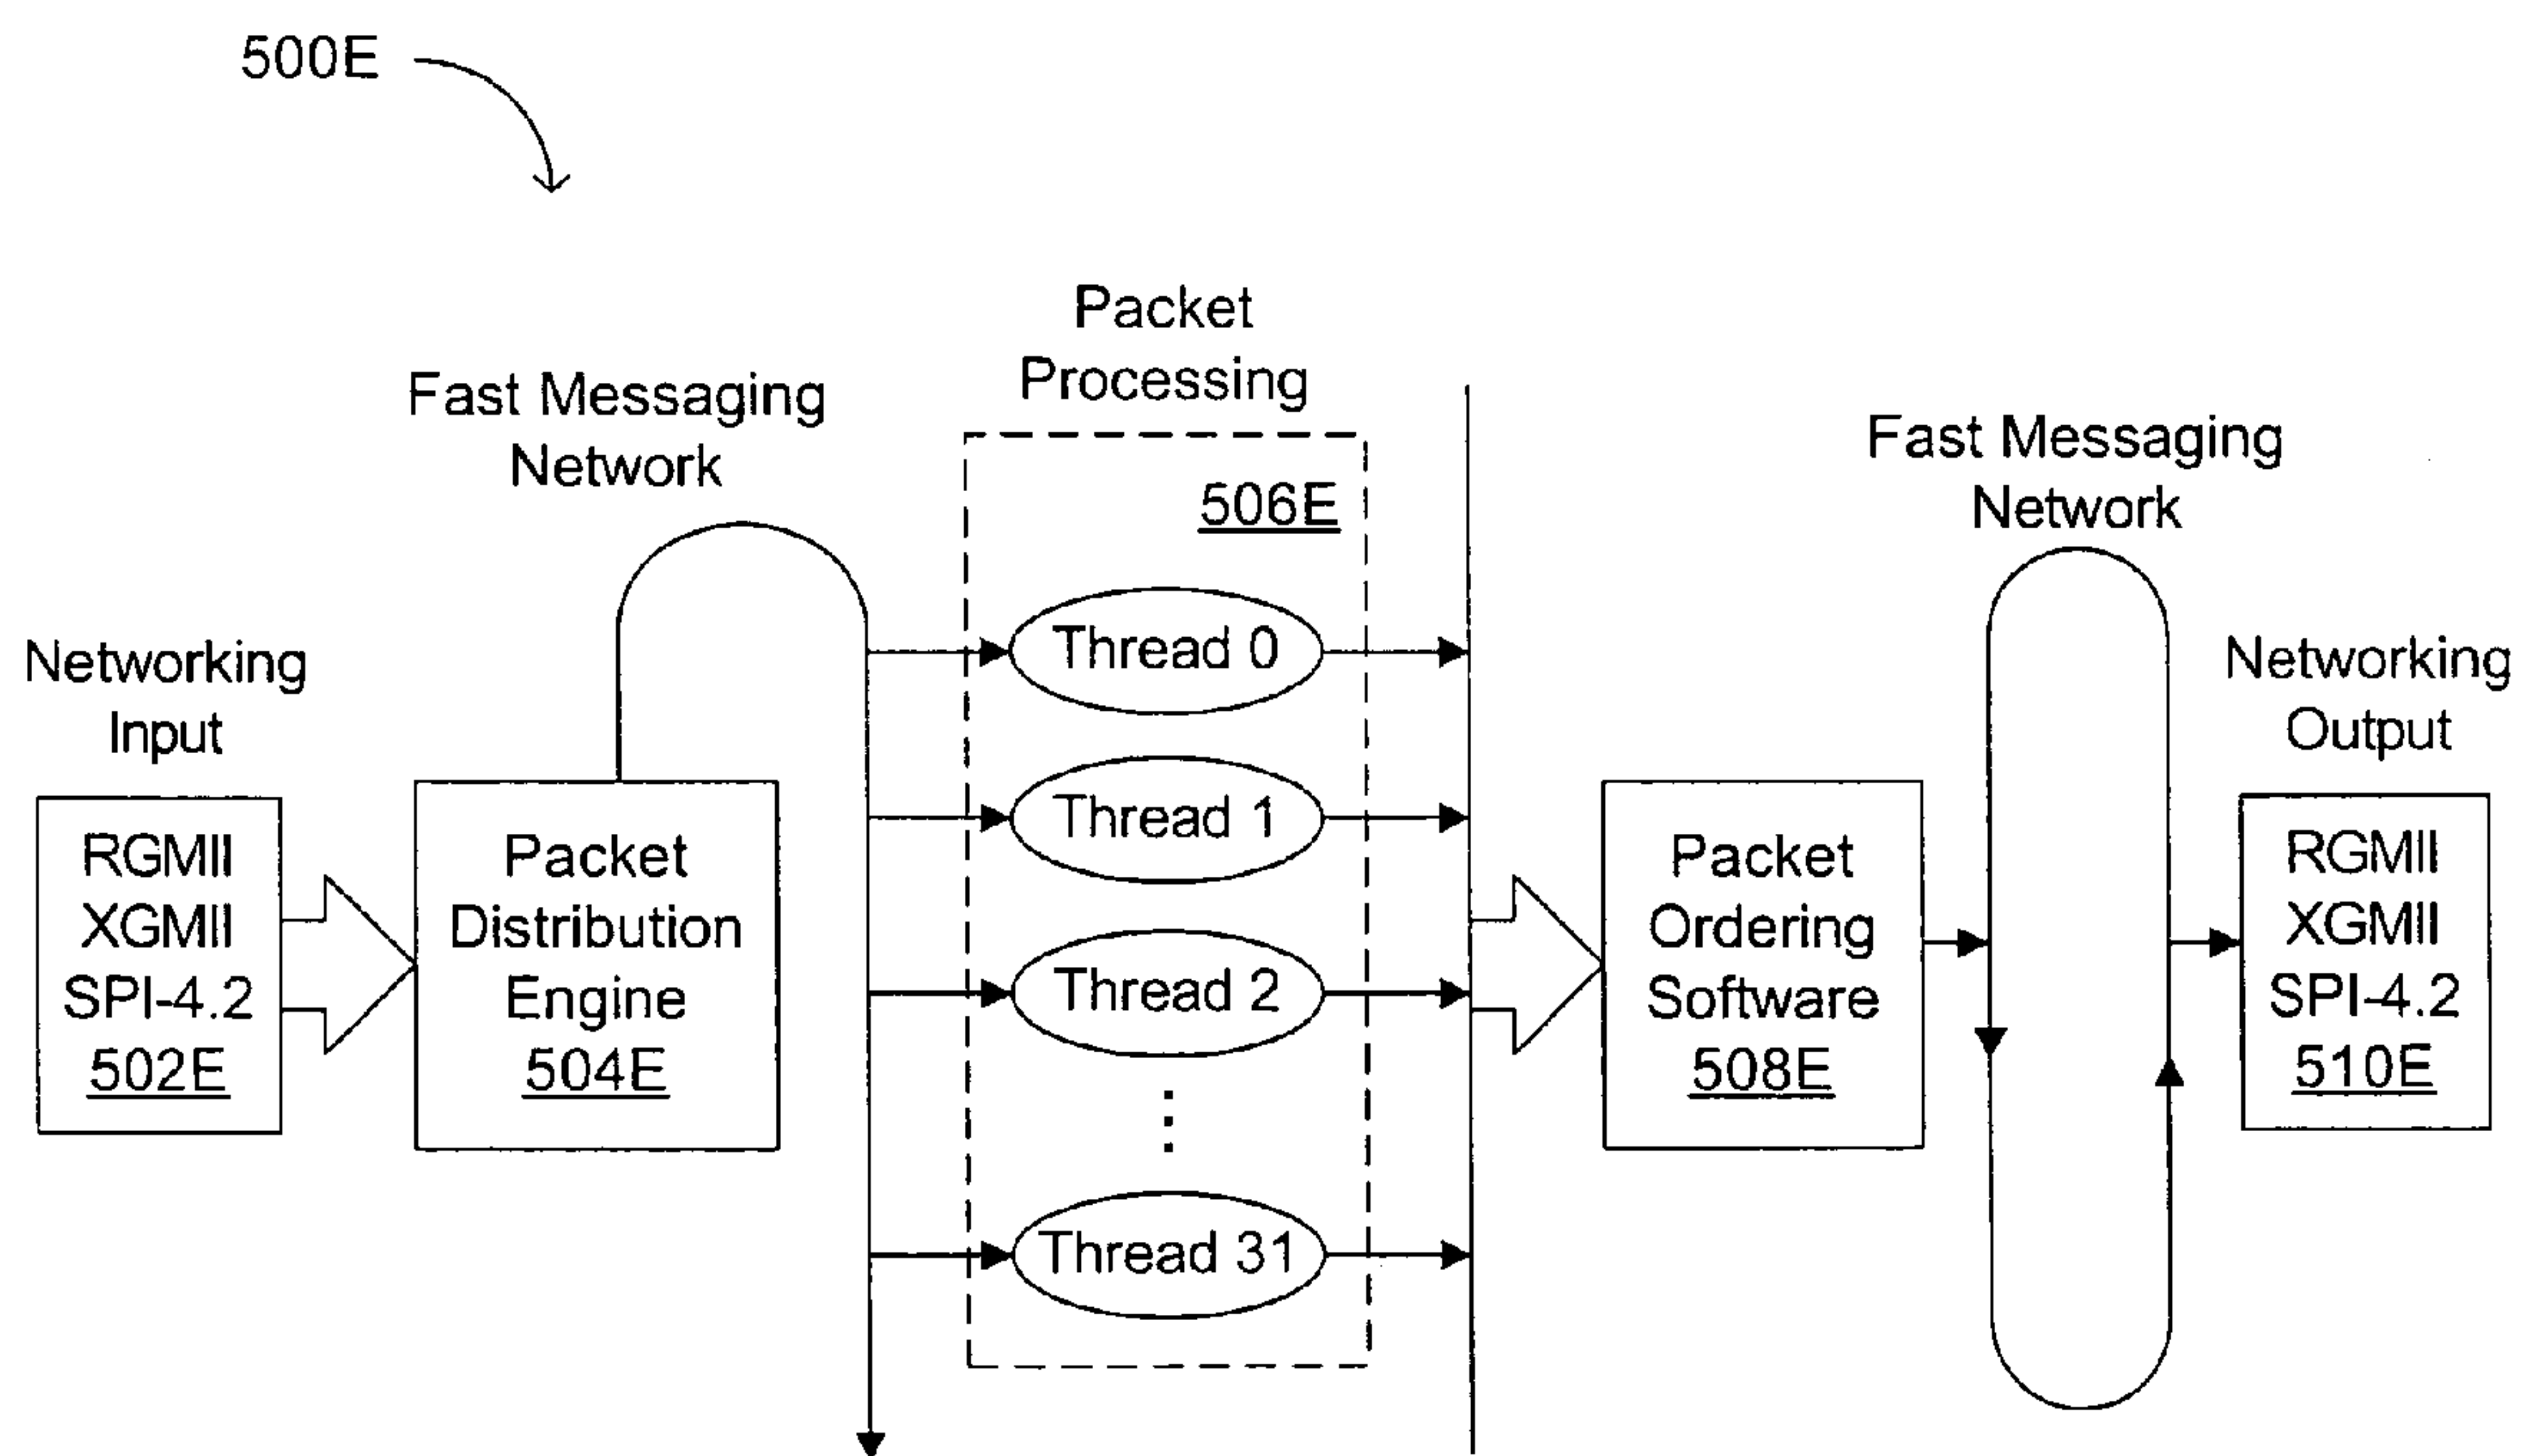 500E
Packet
Processing
Fast Messaging
Network
506E
Fast Messaging
Network
Networking
Input
RGMII
XGMII
SPI-4.2
502E
Packet
Distribution
Engine
504E
Thread 0
Thread 1
Thread 2
Thread 31
Packet
Ordering
Software
508E
Networking
Output
RGMII
XGMII
SPI-4.2
510E